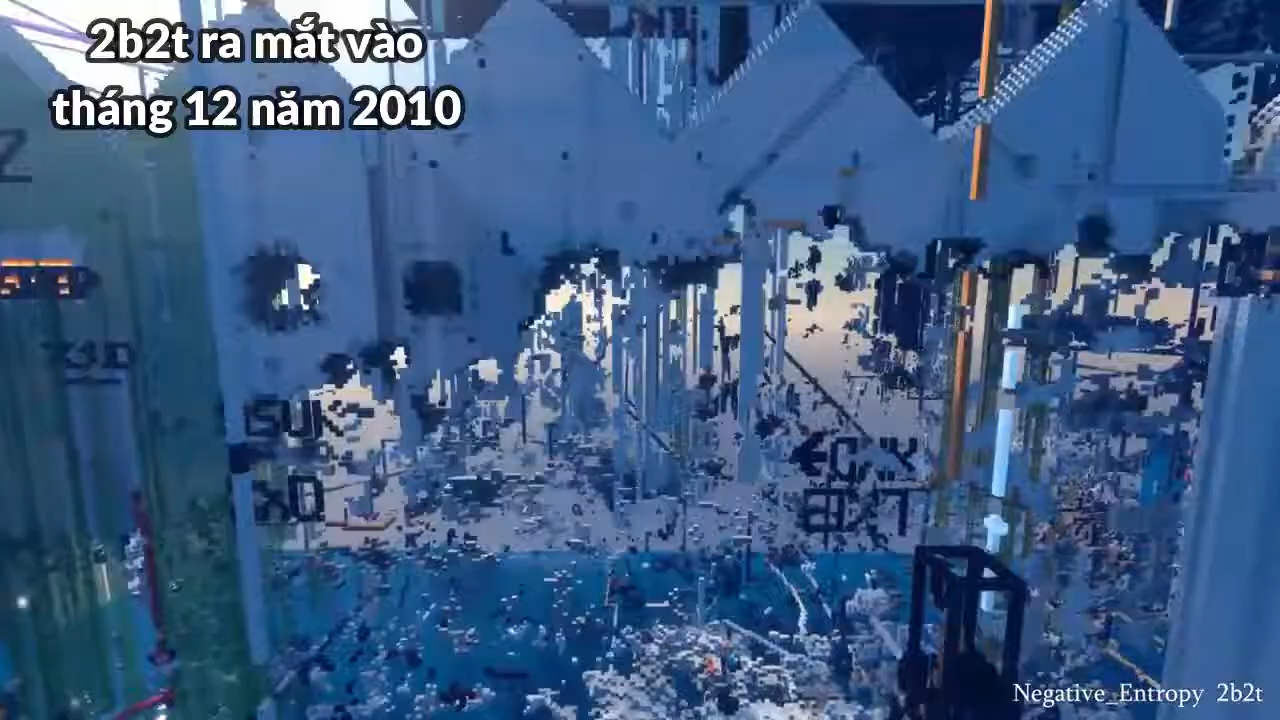 2b2t ra mắt vào
tháng 12 năm 2010
Negative_Entropy 2b2t